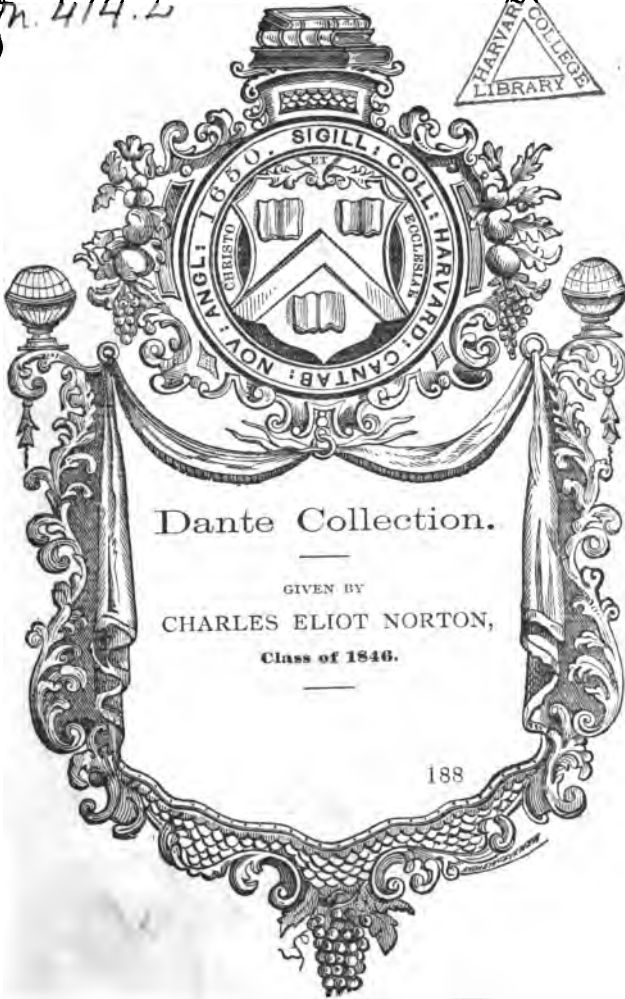 HARVARD COLLEGE LIBRARY
1650. SIGILL: COLL: HARVARD: CANTAB: NOV: ANGL:
CHRISTO
ET
ECCLESIAE
Dante Collection.
GIVEN BY
CHARLES ELIOT NORTON,
Class of 1846.
188